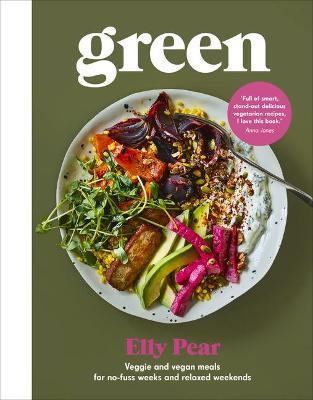 green
'Full of smart,
stand-out delicious
vegetarian recipes,
I love this book.'
Anna Jones
Elly Pear
Veggie and vegan meals
for no-fuss weeks and relaxed weekends